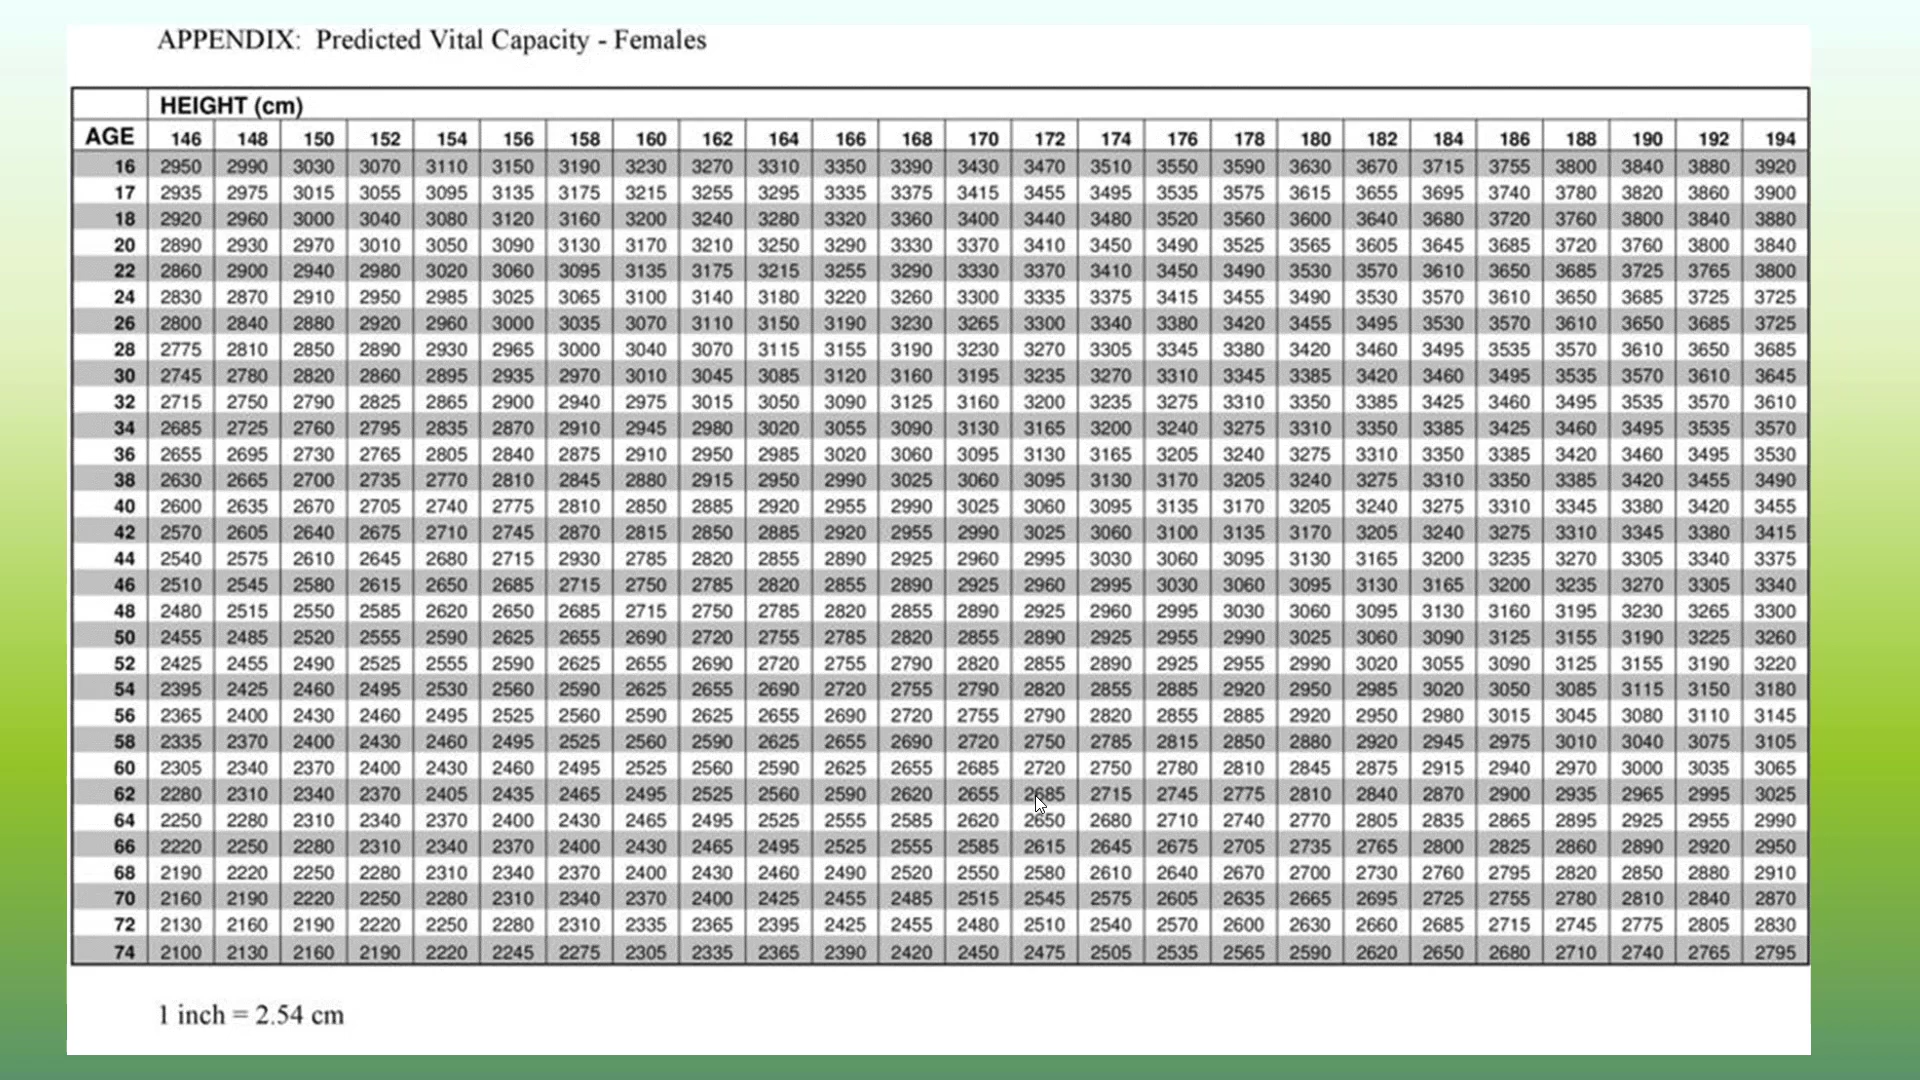 APPENDIX: Predicted Vital Capacity - Females
HEIGHT (cm)
AGE 146 148 150 152 154 156 158 160 162 164 166 168 170 172 174 176 178 180 182 184 186 188 190 192 194
16 2950 2990 3030 3070 3110 3150 3190 3230 3270 3310 3350 3390 3430 3470 3510 3550 3590 3630 3670 3715 3755 3800 3840 3880 3920
17 2935 2975 3015 3055 3095 3135 3175 3215 3255 3295 3335 3375 3415 3455 3495 3535 3575 3615 3655 3695 3740 3780 3820 3860 3900
18 2920 2960 3000 3040 3080 3120 3160 3200 3240 3280 3320 3360 3400 3440 3480 3520 3560 3600 3640 3680 3720 3760 3800 3840 3880
20 2890 2930 2970 3010 3050 3090 3130 3170 3210 3250 3290 3330 3370 3410 3450 3490 3525 3565 3605 3645 3685 3720 3760 3800 3840
22 2860 2900 2940 2980 3020 3060 3095 3135 3175 3215 3255 3290 3330 3370 3410 3450 3490 3530 3570 3610 3650 3685 3725 3765 3800
24 2830 2870 2910 2950 2985 3025 3065 3100 3140 3180 3220 3260 3300 3335 3375 3415 3455 3490 3530 3570 3610 3650 3685 3725 3725
26 2800 2840 2880 2920 2960 3000 3035 3070 3110 3150 3190 3230 3265 3300 3340 3380 3420 3455 3495 3530 3570 3610 3650 3685 3725
28 2775 2810 2850 2890 2930 2965 3000 3040 3070 3115 3155 3190 3230 3270 3305 3345 3380 3420 3460 3495 3535 3570 3610 3650 3685
30 2745 2780 2820 2860 2895 2935 2970 3010 3045 3085 3120 3160 3195 3235 3270 3310 3345 3385 3420 3460 3495 3535 3570 3610 3645
32 2715 2750 2790 2825 2865 2900 2940 2975 3015 3050 3090 3125 3160 3200 3235 3275 3310 3350 3385 3425 3460 3495 3535 3570 3610
34 2685 2725 2760 2795 2835 2870 2910 2945 2980 3020 3055 3090 3130 3165 3200 3240 3275 3310 3350 3385 3425 3460 3495 3535 3570
36 2655 2695 2730 2765 2805 2840 2875 2910 2950 2985 3020 3060 3095 3130 3165 3205 3240 3275 3310 3350 3385 3420 3460 3495 3530
38 2630 2665 2700 2735 2770 2810 2845 2880 2915 2950 2990 3025 3060 3095 3130 3170 3205 3240 3275 3310 3350 3385 3420 3455 3490
40 2600 2635 2670 2705 2740 2775 2810 2850 2885 2920 2955 2990 3025 3060 3095 3135 3170 3205 3240 3275 3310 3345 3380 3420 3455
42 2570 2605 2640 2675 2710 2745 2870 2815 2850 2885 2920 2955 2990 3025 3060 3100 3135 3170 3205 3240 3275 3310 3345 3380 3415
44 2540 2575 2610 2645 2680 2715 2930 2785 2820 2855 2890 2925 2960 2995 3030 3060 3095 3130 3165 3200 3235 3270 3305 3340 3375
46 2510 2545 2580 2615 2650 2685 2715 2750 2785 2820 2855 2890 2925 2960 2995 3030 3060 3095 3130 3165 3200 3235 3270 3305 3340
48 2480 2515 2550 2585 2620 2650 2685 2715 2750 2785 2820 2855 2890 2925 2960 2995 3030 3060 3095 3130 3160 3195 3230 3265 3300
50 2455 2485 2520 2555 2590 2625 2655 2690 2720 2755 2785 2820 2855 2890 2925 2955 2990 3025 3060 3090 3125 3155 3190 3225 3260
52 2425 2455 2490 2525 2555 2590 2625 2655 2690 2720 2755 2790 2820 2855 2890 2925 2955 2990 3020 3055 3090 3125 3155 3190 3220
54 2395 2425 2460 2495 2530 2560 2590 2625 2655 2690 2720 2755 2790 2820 2855 2885 2920 2950 2985 3020 3050 3085 3115 3150 3180
56 2365 2400 2430 2460 2495 2525 2560 2590 2625 2655 2690 2720 2755 2790 2820 2855 2885 2920 2950 2980 3015 3045 3080 3110 3145
58 2335 2370 2400 2430 2460 2495 2525 2560 2590 2625 2655 2690 2720 2750 2785 2815 2850 2880 2920 2945 2975 3010 3040 3075 3105
60 2305 2340 2370 2400 2430 2460 2495 2525 2560 2590 2625 2655 2685 2720 2750 2780 2810 2845 2875 2915 2940 2970 3000 3035 3065
62 2280 2310 2340 2370 2405 2435 2465 2495 2525 2560 2590 2620 2655 2685 2715 2745 2775 2810 2840 2870 2900 2935 2965 2995 3025
64 2250 2280 2310 2340 2370 2400 2430 2465 2495 2525 2555 2585 2620 2650 2680 2710 2740 2770 2805 2835 2865 2895 2925 2955 2990
66 2220 2250 2280 2310 2340 2370 2400 2430 2465 2495 2525 2555 2585 2615 2645 2675 2705 2735 2765 2800 2825 2860 2890 2920 2950
68 2190 2220 2250 2280 2310 2340 2370 2400 2430 2460 2490 2520 2550 2580 2610 2640 2670 2700 2730 2760 2795 2820 2850 2880 2910
70 2160 2190 2220 2250 2280 2310 2340 2370 2400 2425 2455 2485 2515 2545 2575 2605 2635 2665 2695 2725 2755 2780 2810 2840 2870
72 2130 2160 2190 2220 2250 2280 2310 2335 2365 2395 2425 2455 2480 2510 2540 2570 2600 2630 2660 2685 2715 2745 2775 2805 2830
74 2100 2130 2160 2190 2220 2245 2275 2305 2335 2365 2390 2420 2450 2475 2505 2535 2565 2590 2620 2650 2680 2710 2740 2765 2795
1 inch = 2.54 cm